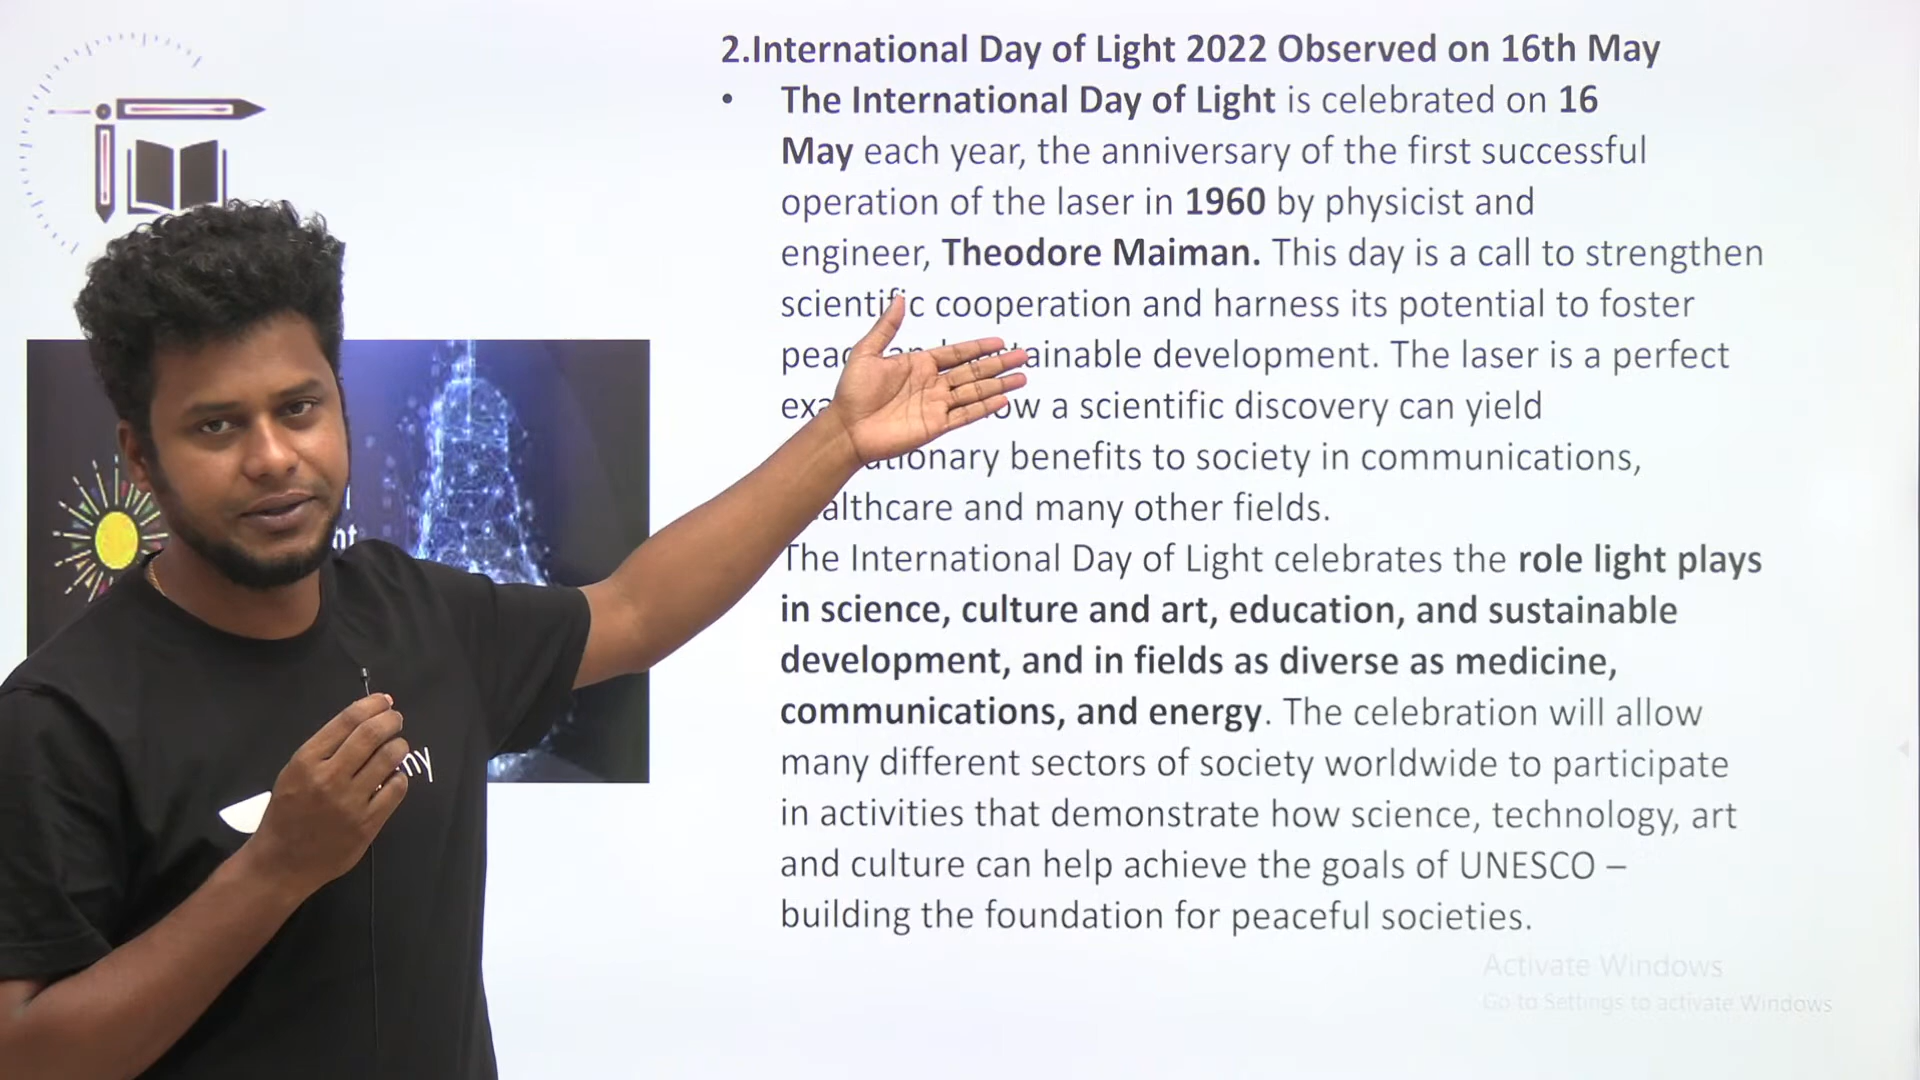 2.International Day of Light 2022 Observed on 16th May
• The International Day of Light is celebrated on 16
May each year, the anniversary of the first successful
operation of the laser in 1960 by physicist and
engineer, Theodore Maiman. This day is a call to strengthen
scientific cooperation and harness its potential to foster
development. The laser is a perfect
a scientific discovery can yield
benefits to society in communications,
and many other fields.
The International Day of Light celebrates the role light plays
in science, culture and art, education, and sustainable
development, and in fields as diverse as medicine,
communications, and energy. The celebration will allow
many different sectors of society worldwide to participate
in activities that demonstrate how science, technology, art
and culture can help achieve the goals of UNESCO –
building the foundation for peaceful societies.
Activate Windows
Go to Settings to activate Windows